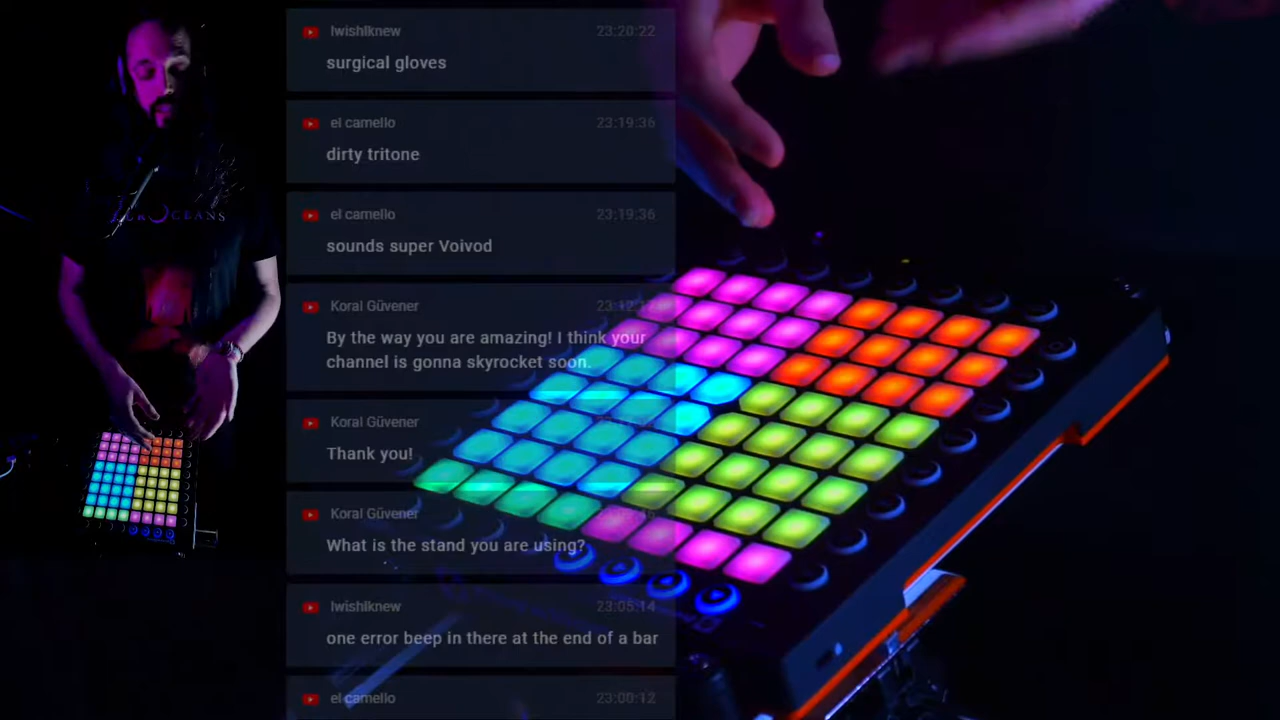 IwishIknew 23:20:22
surgical gloves
el camello 23:19:36
dirty tritone
el camello 23:19:36
sounds super Voivod
Koral Güvener
By the way you are amazing! I think your
channel is gonna skyrocket soon.
Koral Güvener
Thank you!
Koral Güvener
What is the stand you are using?
IwishIknew 23:05:14
one error beep in there at the end of a bar
el camello 23:00:12